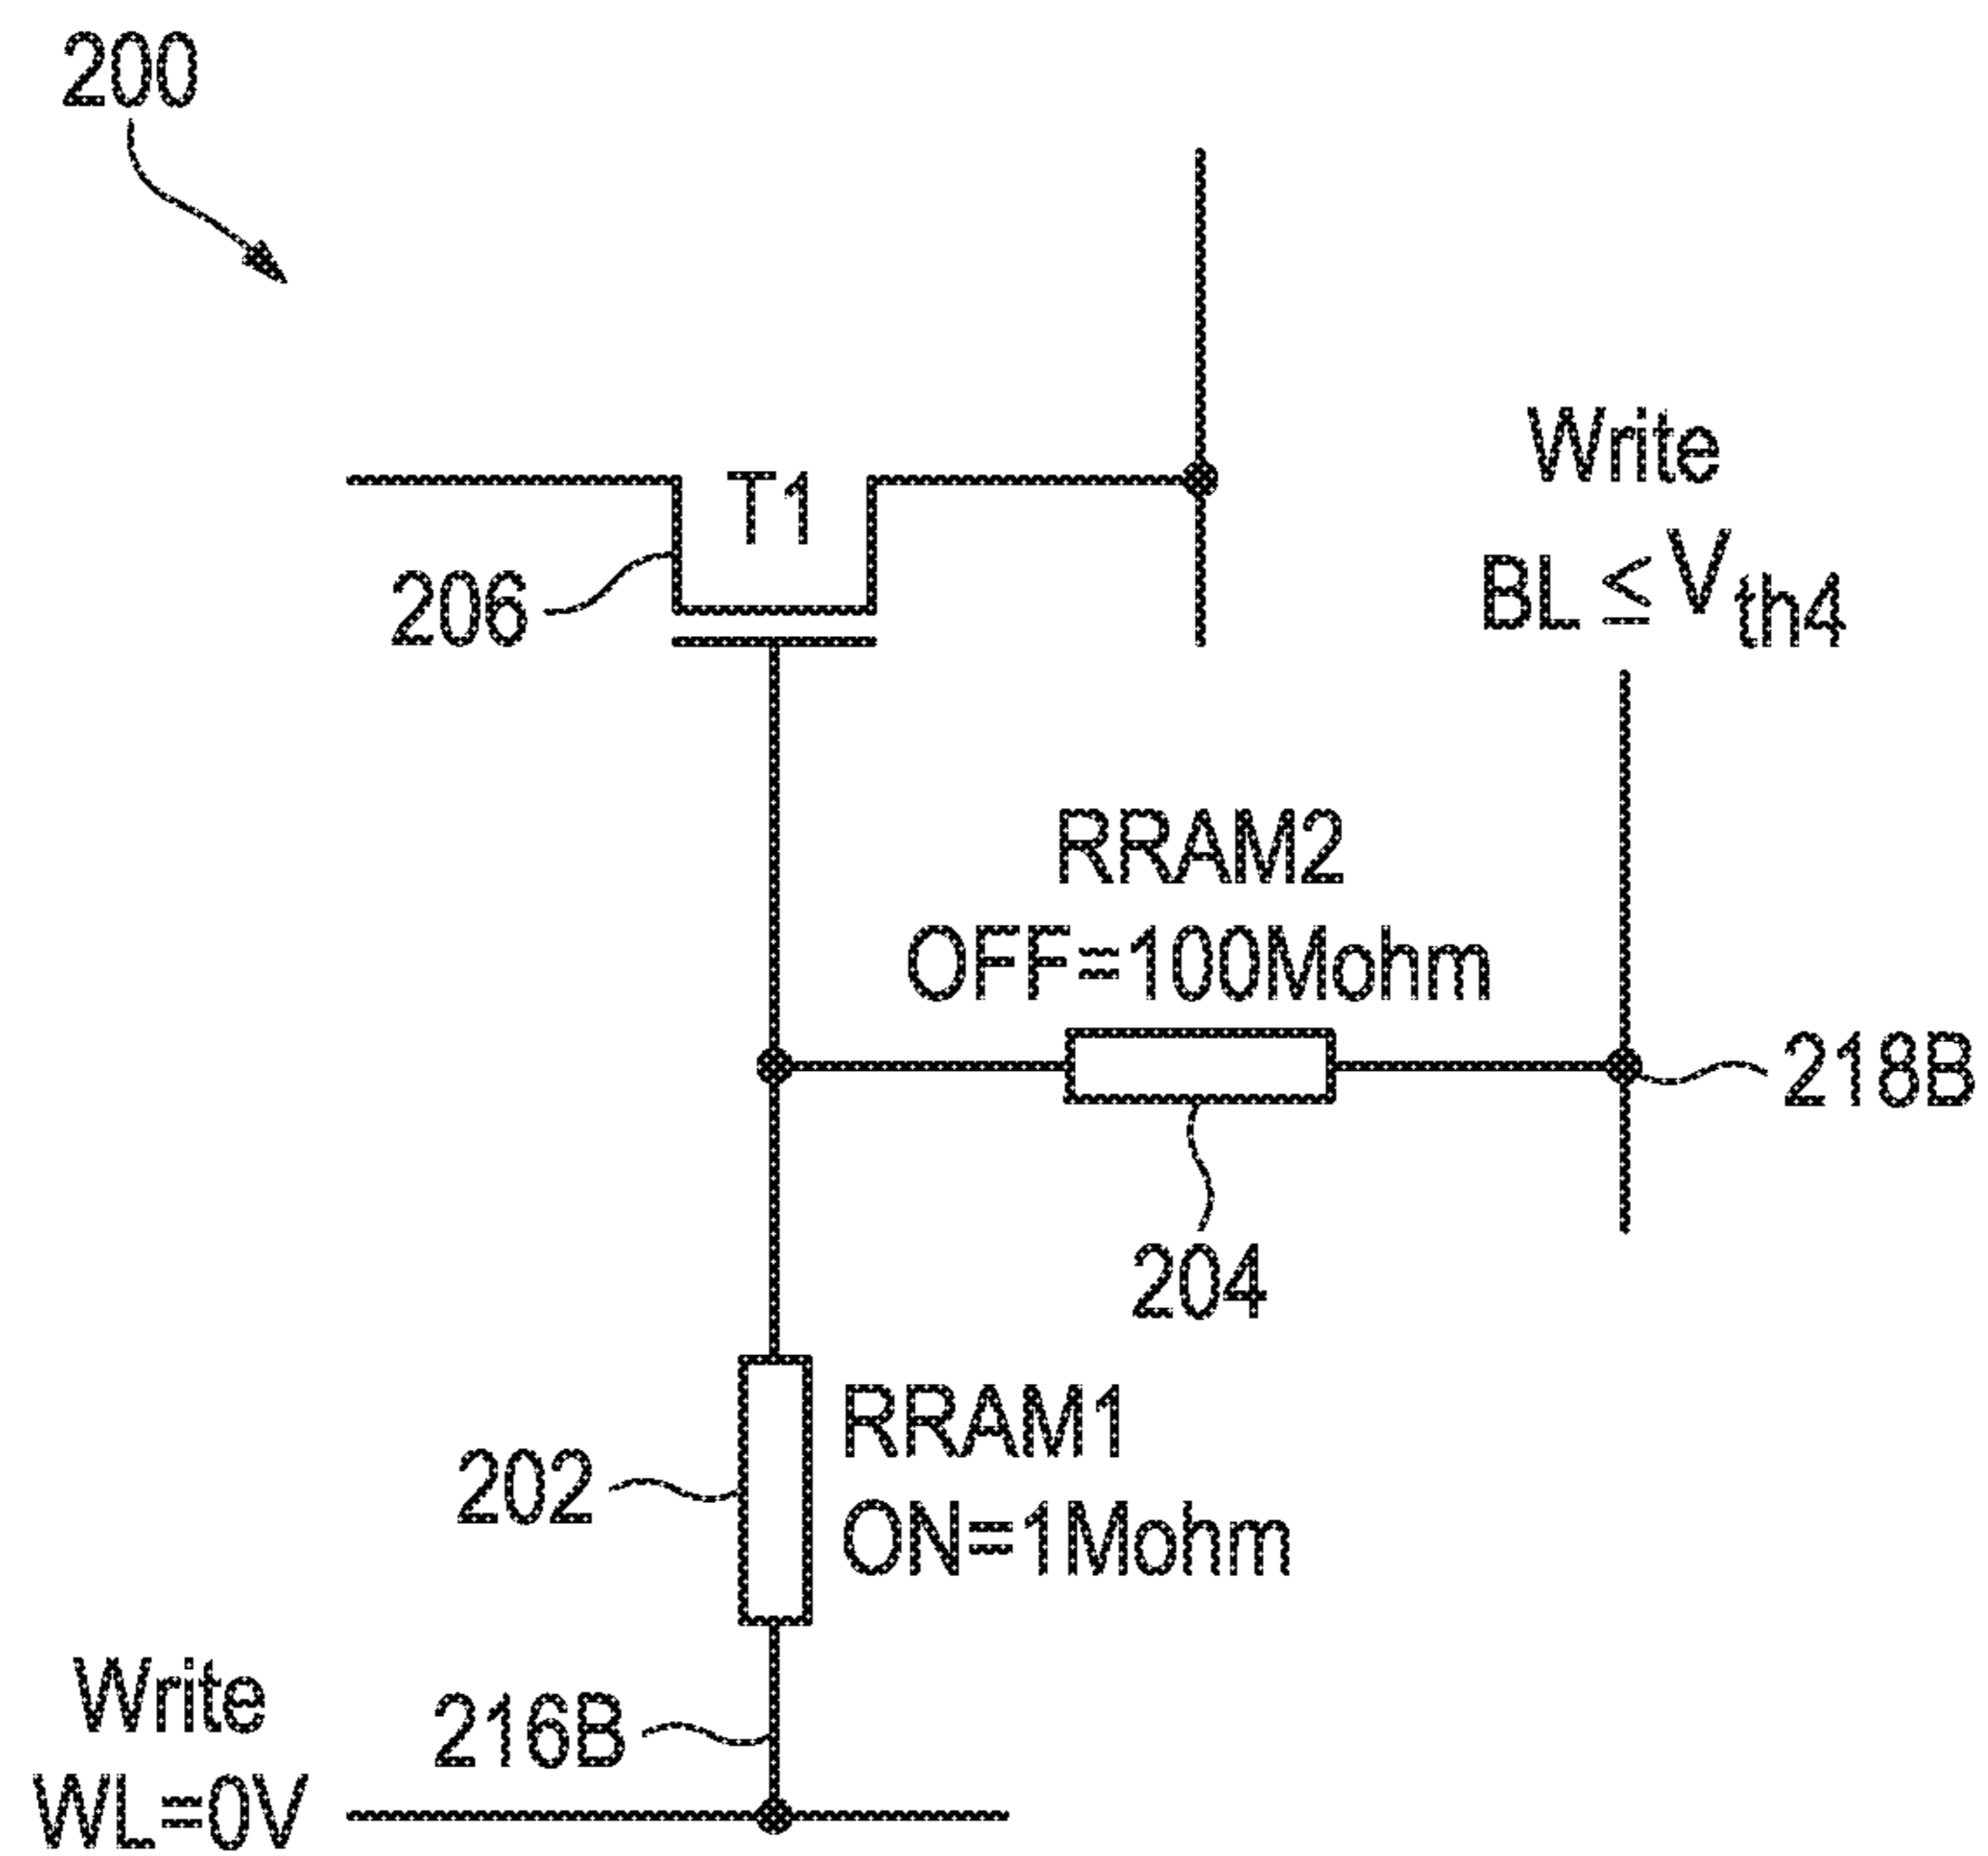 200
T1
206
Write
BL ≤ Vth4
RRAM2
OFF=100Mohm
218B
204
RRAM1
ON=1Mohm
202
216B
Write
WL=0V